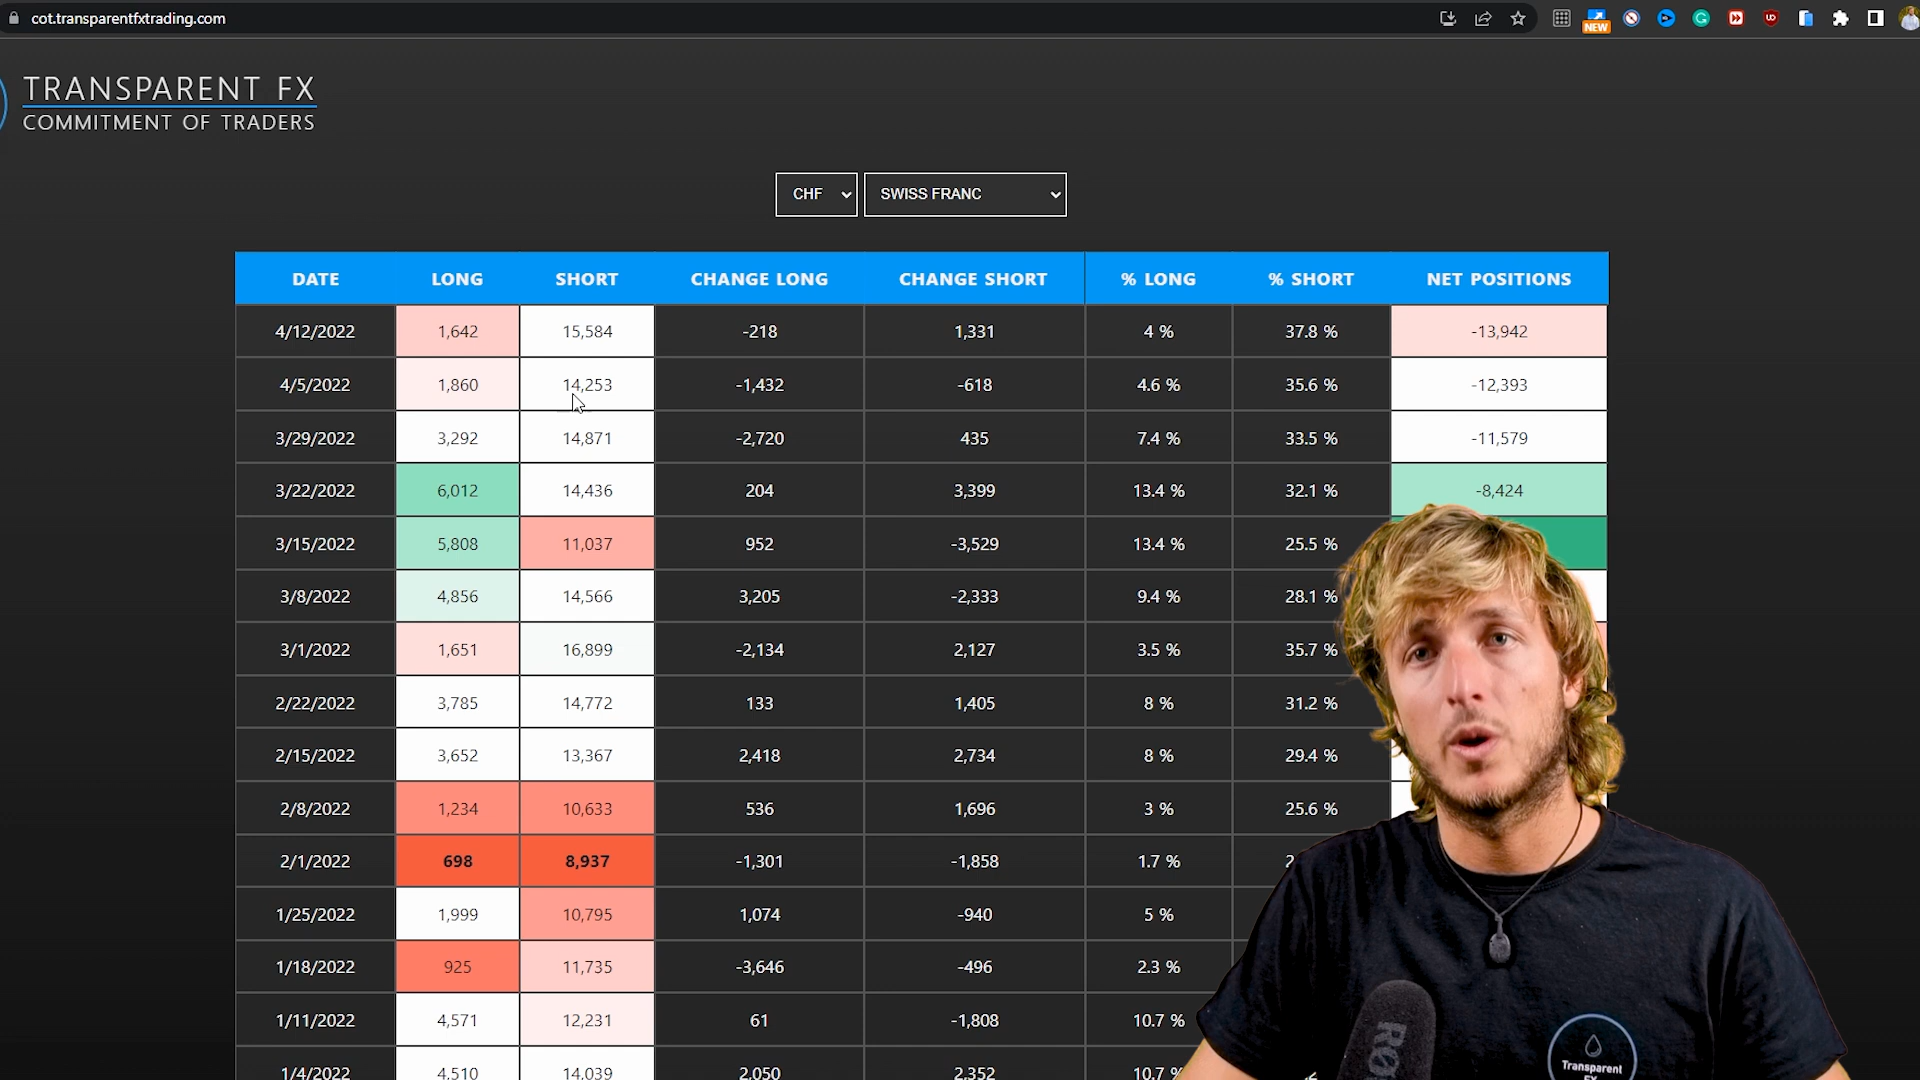 cot.transparentfxtrading.com
NEW
TRANSPARENT FX
COMMITMENT OF TRADERS
CHF SWISS FRANC
DATE LONG SHORT CHANGE LONG CHANGE SHORT % LONG % SHORT NET POSITIONS
4/12/2022 1,642 15,584 -218 1,331 4 % 37.8 % -13,942
4/5/2022 1,860 14,253 -1,432 -618 4.6 % 35.6 % -12,393
3/29/2022 3,292 14,871 -2,720 435 7.4 % 33.5 % -11,579
3/22/2022 6,012 14,436 204 3,399 13.4 % 32.1 % -8,424
3/15/2022 5,808 11,037 952 -3,529 13.4 % 25.5 %
3/8/2022 4,856 14,566 3,205 -2,333 9.4 % 28.1 %
3/1/2022 1,651 16,899 -2,134 2,127 3.5 % 35.7 %
2/22/2022 3,785 14,772 133 1,405 8 % 31.2 %
2/15/2022 3,652 13,367 2,418 2,734 8 % 29.4 %
2/8/2022 1,234 10,633 536 1,696 3 % 25.6 %
2/1/2022 698 8,937 -1,301 -1,858 1.7 %
1/25/2022 1,999 10,795 1,074 -940 5 %
1/18/2022 925 11,735 -3,646 -496 2.3 %
1/11/2022 4,571 12,231 61 -1,808 10.7 %
1/4/2022 4,510 14,039 2,050 2,352 10.7 %
Transparent
FX